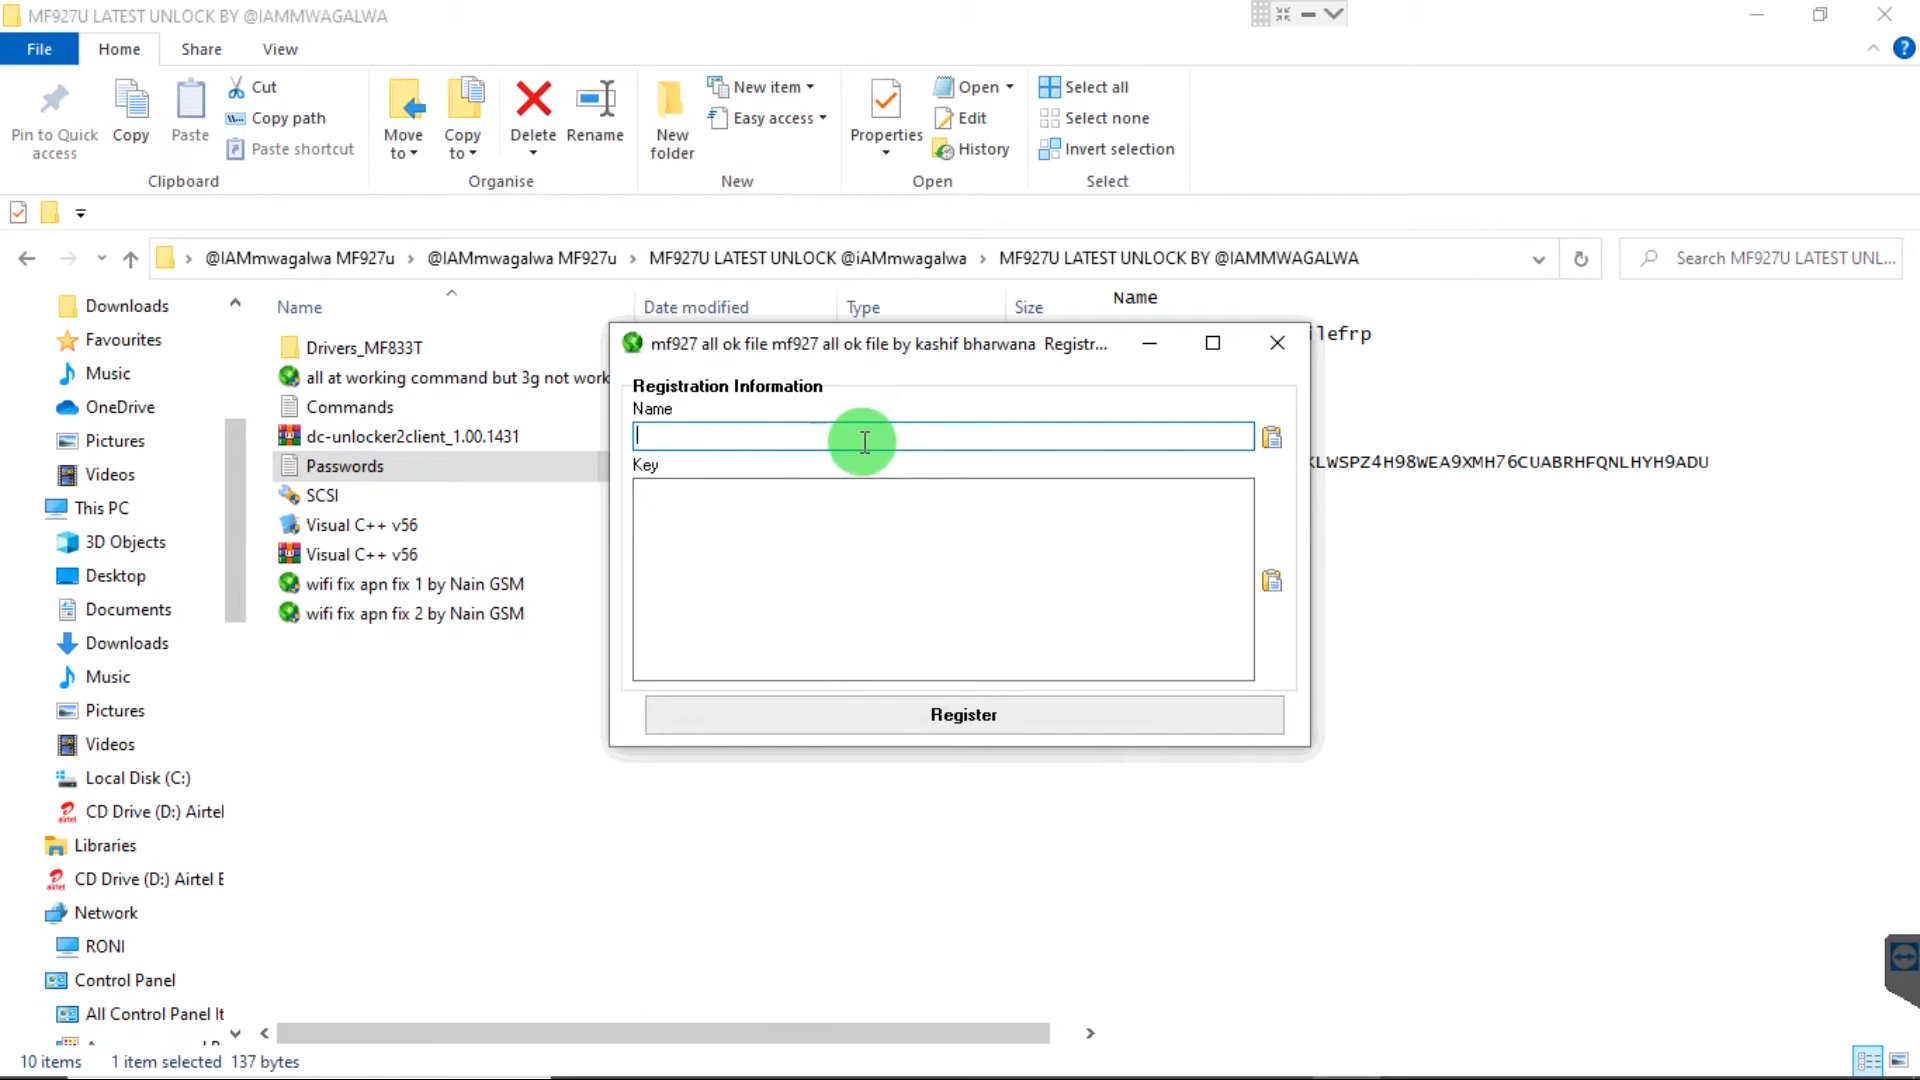 MF927U LATEST UNLOCK BY @IAMMWAGALWA
File
Home
Share
View
Pin to Quick access
Copy
Paste
Cut
Copy path
Paste shortcut
Clipboard
Move to
Copy to
Delete
Rename
Organise
New folder
New item
Easy access
New
Properties
Open
Edit
History
Open
Select all
Select none
Invert selection
Select
@IAMmwagalwa MF927u
@IAMmwagalwa MF927u
MF927U LATEST UNLOCK @iAMmwagalwa
MF927U LATEST UNLOCK BY @IAMMWAGALWA
Search MF927U LATEST UNL...
Downloads
Favourites
Music
OneDrive
Pictures
Videos
This PC
3D Objects
Desktop
Documents
Downloads
Music
Pictures
Videos
Local Disk (C:)
CD Drive (D:) Airtel
Libraries
CD Drive (D:) Airtel
Network
RONI
Control Panel
All Control Panel It
Name
Date modified
Type
Size
Drivers_MF833T
all at working command but 3g not work
Commands
dc-unlocker2client_1.00.1431
Passwords
SCSI
Visual C++ v56
Visual C++ v56
wifi fix apn fix 1 by Nain GSM
wifi fix apn fix 2 by Nain GSM
Name
lefrp
LWSPZ4H98WEA9XMH76CUABRHFQNLHYH9ADU
mf927 all ok file mf927 all ok file by kashif bharwana Registr...
Registration Information
Name
Key
Register
10 items
1 item selected 137 bytes